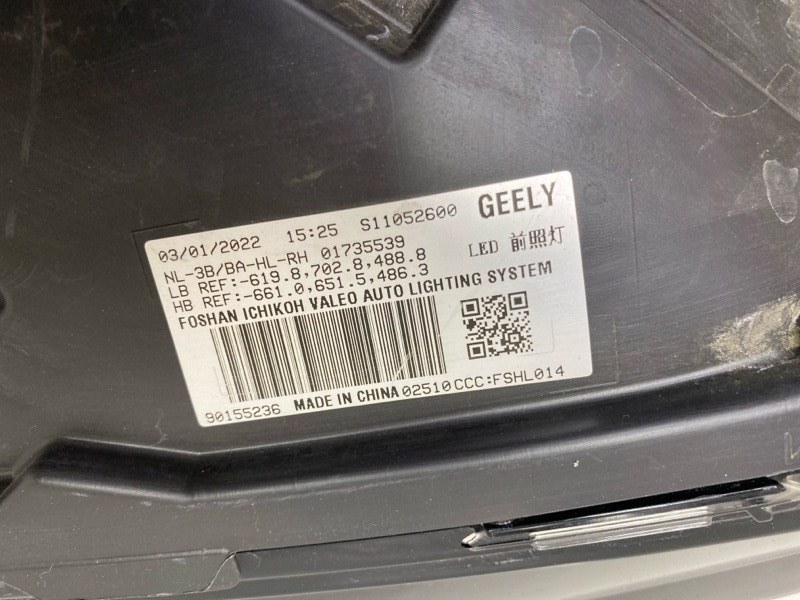 03/01/2022 15:25 S11052600 GEELY
NL-3B/BA-HL-RH 01735539 LED 前照灯
LB REF:-619.8,702.8,488.8
HB REF:-661.0,651.5,486.3
FOSHAN ICHIKOH VALEO AUTO LIGHTING SYSTEM
90155236 MADE IN CHINA 02510 CCC:FSHL014